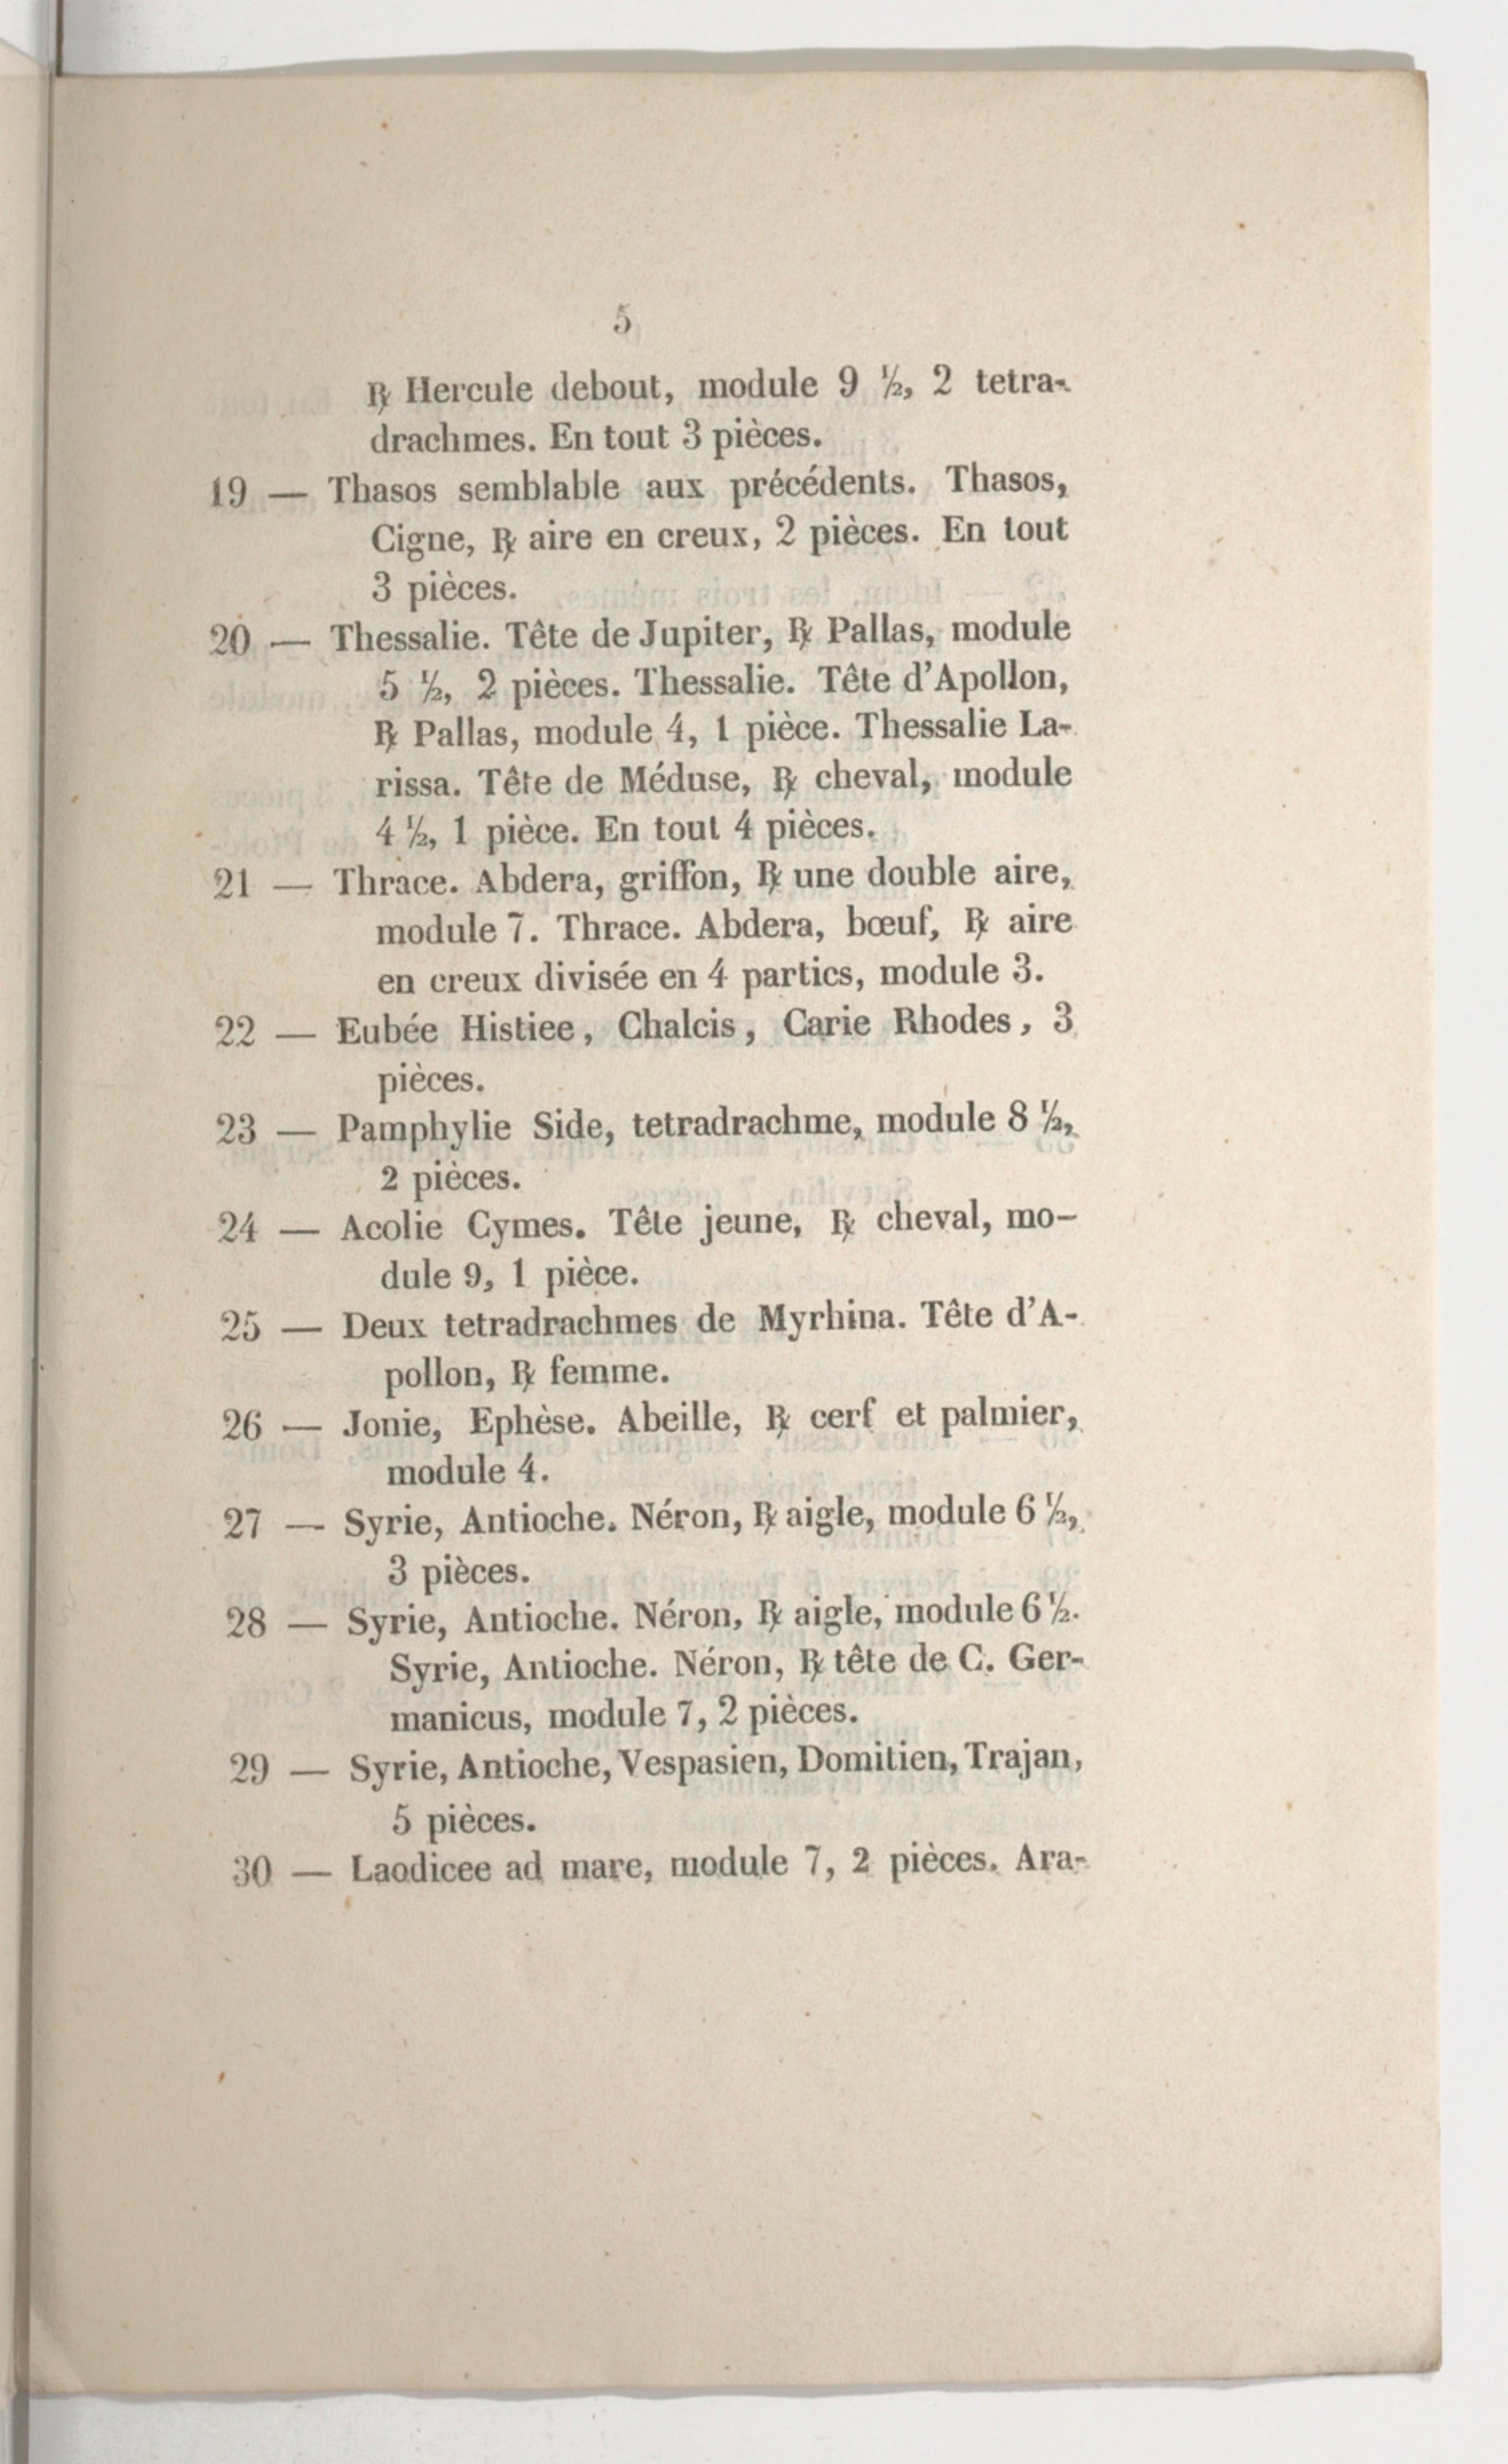 5
℞ Hercule debout, module 9 ½, 2 tetra-
drachmes. En tout 3 pièces.
19 — Thasos semblable aux précédents. Thasos,
Cigne, ℞ aire en creux, 2 pièces. En tout
3 pièces.
20 — Thessalie. Tête de Jupiter, ℞ Pallas, module
5 ½, 2 pièces. Thessalie. Tête d'Apollon,
℞ Pallas, module 4, 1 pièce. Thessalie La-
rissa. Tête de Méduse, ℞ cheval, module
4 ½, 1 pièce. En tout 4 pièces.
21 — Thrace. Abdera, griffon, ℞ une double aire,
module 7. Thrace. Abdera, bœuf, ℞ aire
en creux divisée en 4 partics, module 3.
22 — Eubée Histiee, Chalcis, Carie Rhodes, 3
pièces.
23 — Pamphylie Side, tetradrachme, module 8 ½,
2 pièces.
24 — Acolie Cymes. Tête jeune, ℞ cheval, mo-
dule 9, 1 pièce.
25 — Deux tetradrachmes de Myrhina. Tête d'A-
pollon, ℞ femme.
26 — Jonie, Ephèse. Abeille, ℞ cerf et palmier,
module 4.
27 — Syrie, Antioche. Néron, ℞ aigle, module 6 ½,
3 pièces.
28 — Syrie, Antioche. Néron, ℞ aigle, module 6 ½.
Syrie, Antioche. Néron, ℞ tête de C. Ger-
manicus, module 7, 2 pièces.
29 — Syrie, Antioche, Vespasien, Domitien, Trajan,
5 pièces.
30 — Laodicee ad mare, module 7, 2 pièces. Ara-